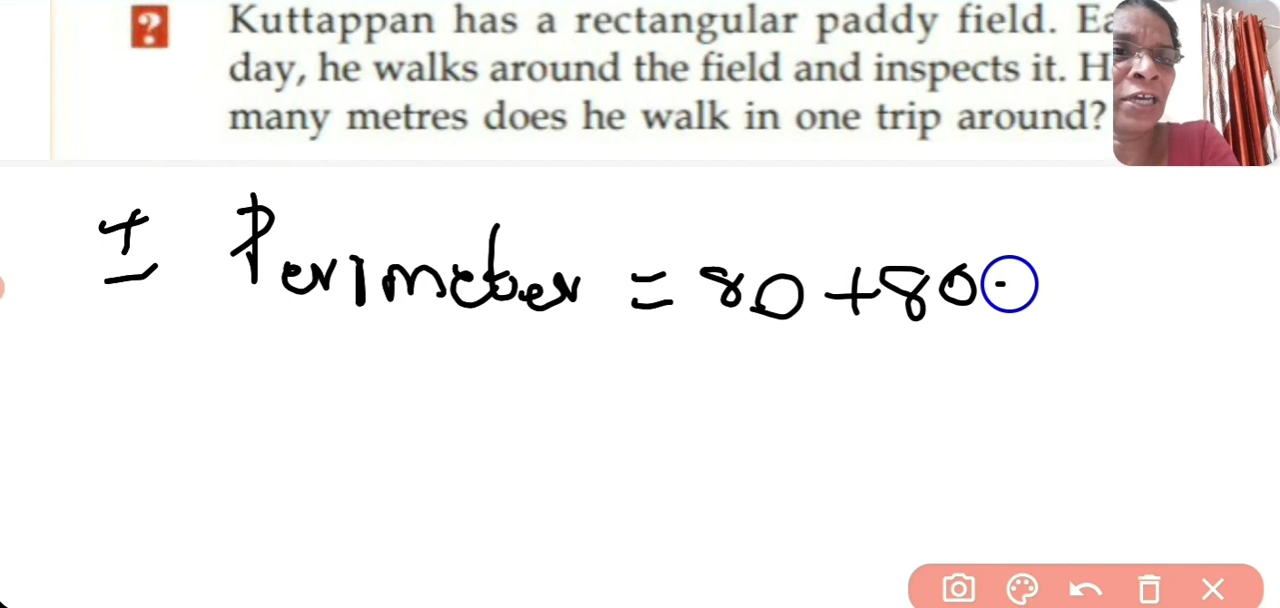 ? Kuttappan has a rectangular paddy field. Ea
day, he walks around the field and inspects it. H
many metres does he walk in one trip around?
± Perimeter = 80 + 80